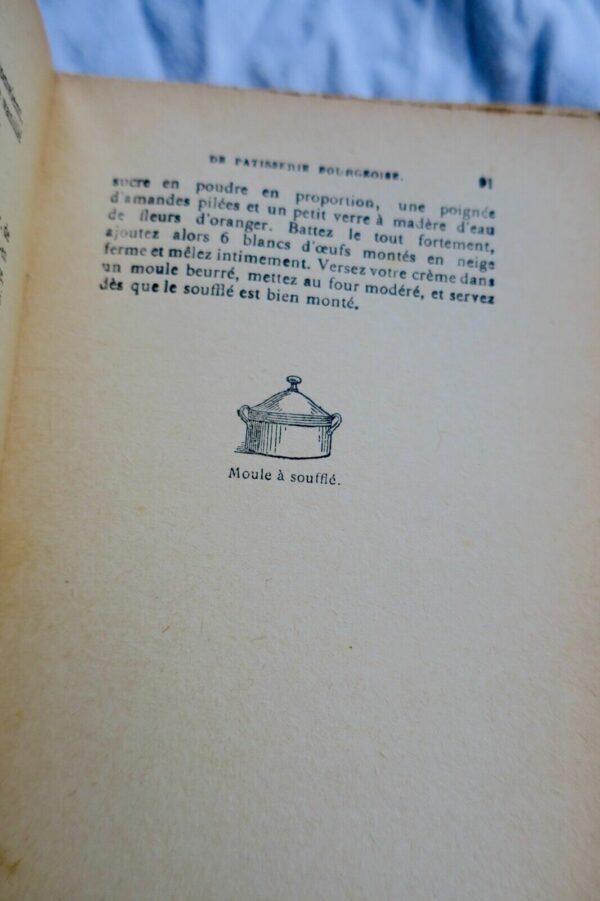 DE PATISSERIE BOURGEOISE. 91
sucre en poudre en proportion, une poignée
d'amandes pilées et un petit verre à madère d'eau
de fleurs d'oranger. Battez le tout fortement,
ajoutez alors 6 blancs d'œufs montés en neige
ferme et mêlez intimement. Versez votre crème dans
un moule beurré, mettez au four modéré, et servez
dès que le soufflé est bien monté.
Moule à soufflé.